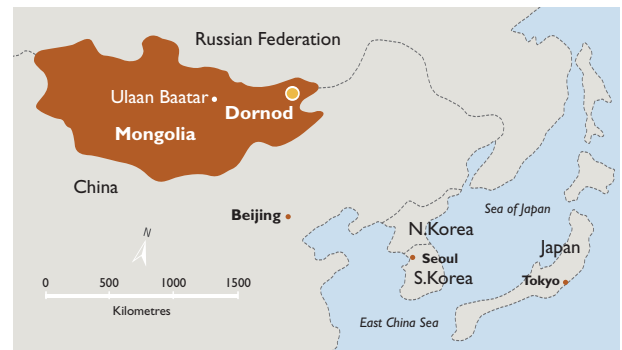 Russian Federation
Ulaan Baatar
Dornod
Mongolia
China
Beijing
N
Sea of Japan
N.Korea
Japan
Seoul
S.Korea
Tokyo
0 500 1000 1500
Kilometres
East China Sea